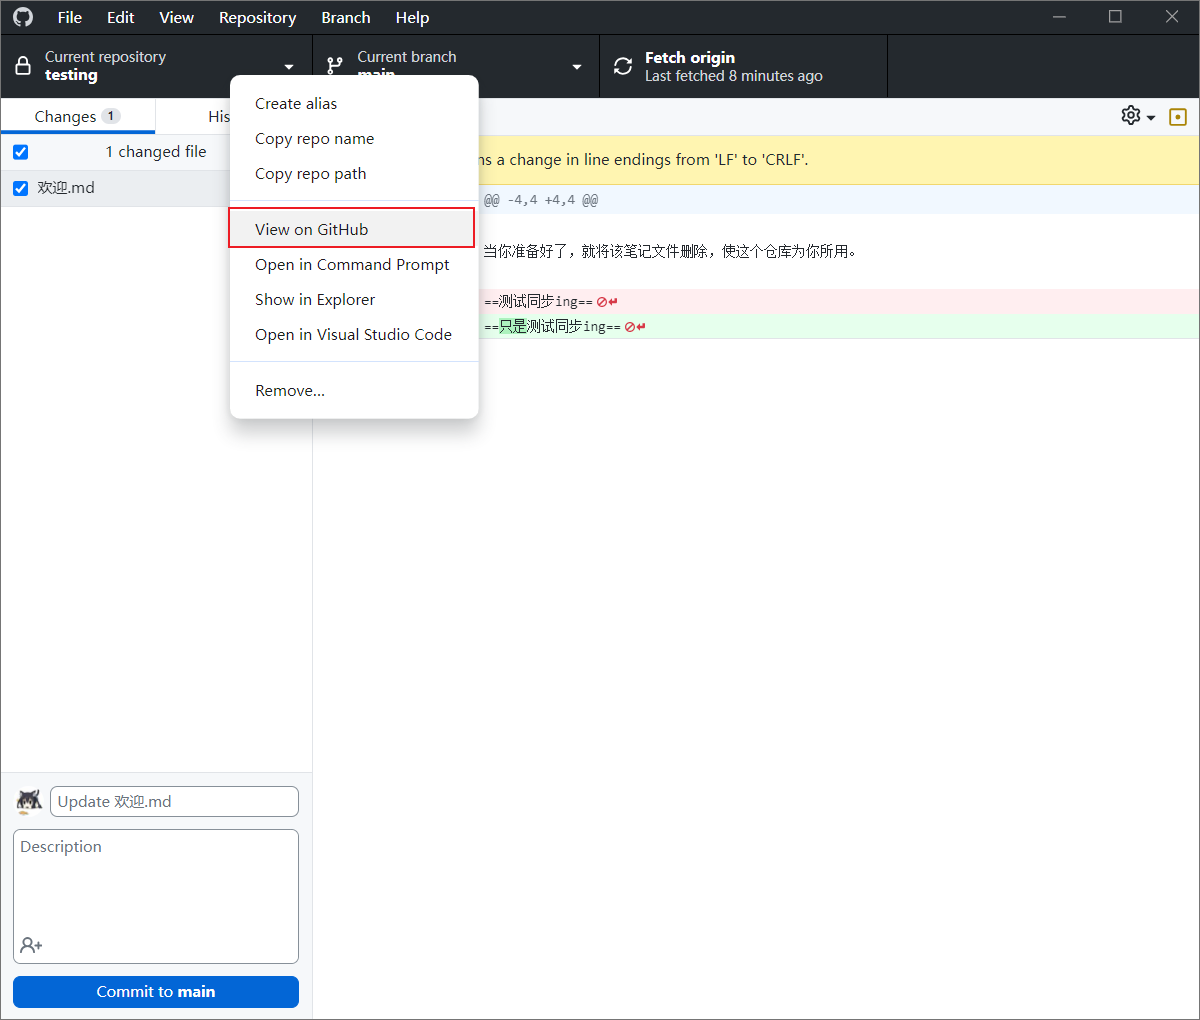 File Edit View Repository Branch Help
Current repository
testing
Current branch
main
Fetch origin
Last fetched 8 minutes ago
Changes 1
His
1 changed file
欢迎.md
Create alias
Copy repo name
Copy repo path
View on GitHub
Open in Command Prompt
Show in Explorer
Open in Visual Studio Code
Remove...
ns a change in line endings from 'LF' to 'CRLF'.
@@ -4,4 +4,4 @@
当你准备好了，就将该笔记文件删除，使这个仓库为你所用。
==测试同步ing==
==只是测试同步ing==
Update 欢迎.md
Description
Commit to main